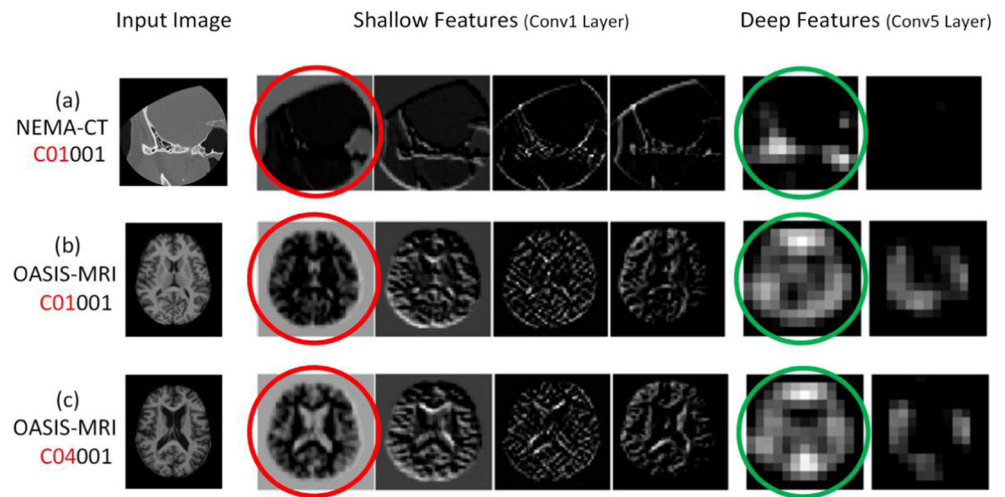 Input Image
Shallow Features (Conv1 Layer)
Deep Features (Conv5 Layer)
(a)
NEMA-CT
C01001
(b)
OASIS-MRI
C01001
(c)
OASIS-MRI
C04001